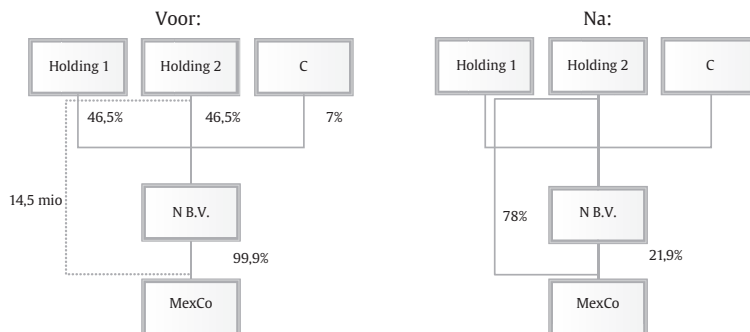 Voor:
Holding 1 Holding 2 C
46,5% 46,5% 7%
14,5 mio
N B.V.
99,9%
MexCo
Na:
Holding 1 Holding 2 C
78%
N B.V.
21,9%
MexCo